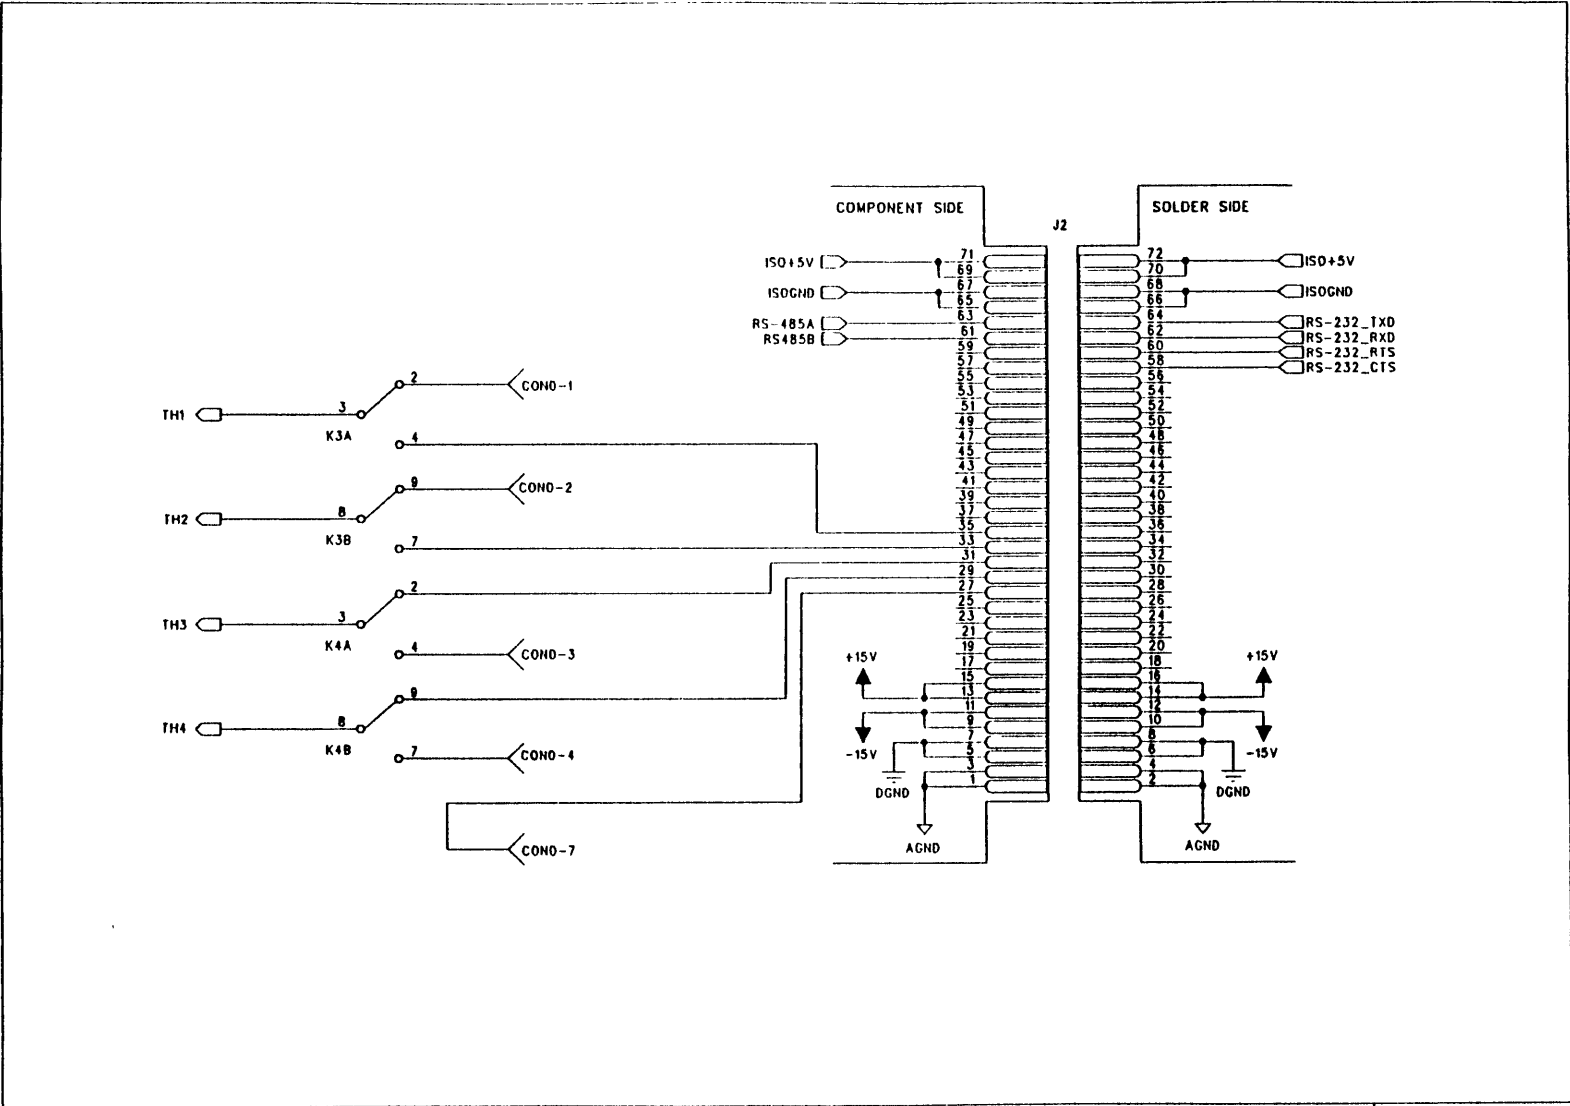 COMPONENT SIDE
SOLDER SIDE
J2
ISO+5V
71
72
ISO+5V
69
70
ISOGND
67
68
ISOGND
65
66
RS-485A
63
64
RS-232_TXD
RS485B
61
62
RS-232_RXD
59
60
RS-232_RTS
57
58
RS-232_CTS
55
56
53
54
51
52
49
50
47
48
45
46
43
44
41
42
39
40
37
38
35
36
33
34
31
32
29
30
27
28
25
26
23
24
21
22
19
20
17
18
15
16
13
14
11
12
9
10
7
8
5
6
3
4
1
2
+15V
+15V
-15V
-15V
DGND
DGND
AGND
AGND
2
COND-1
TH1
3
K3A
4
9
COND-2
TH2
8
K3B
7
2
TH3
3
K4A
4
COND-3
9
TH4
8
K4B
7
COND-4
COND-7